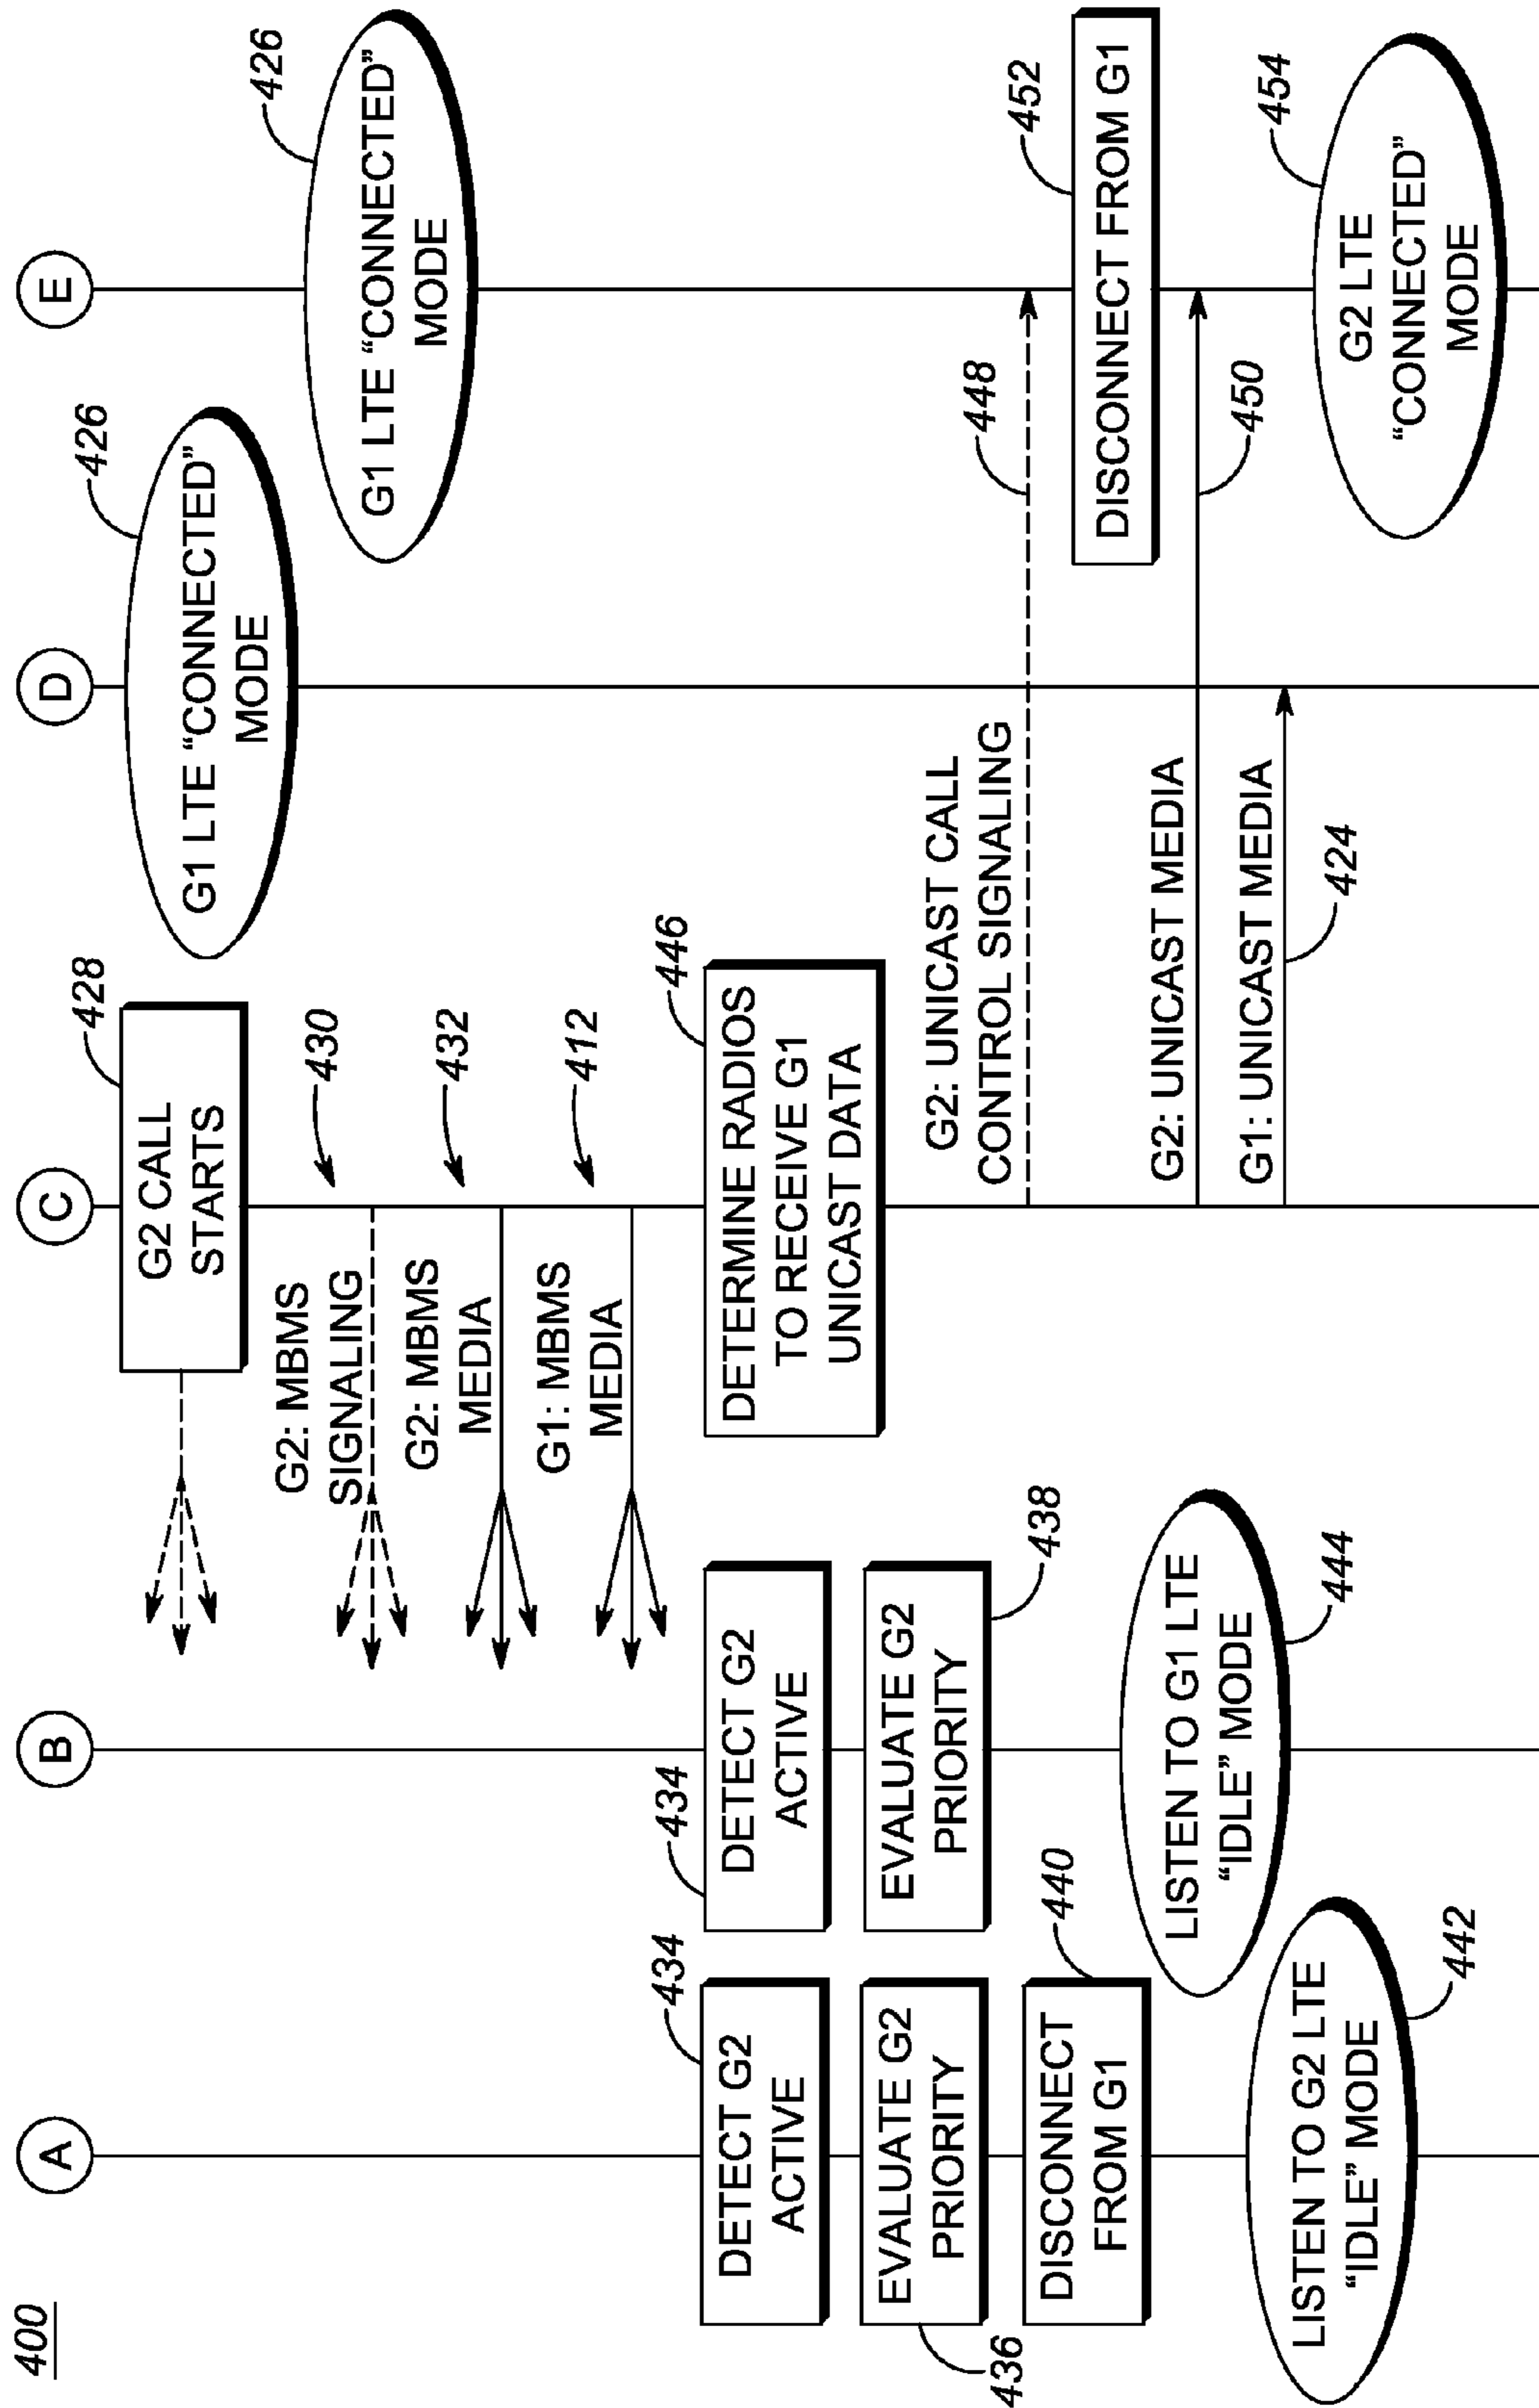 400
A
B
C
D
E
G2 CALL
STARTS
428
G1 LTE “CONNECTED”
MODE
426
G1 LTE “CONNECTED”
MODE
426
G2: MBMS
SIGNALING
430
G2: MBMS
MEDIA
432
G1: MBMS
MEDIA
412
DETECT G2
ACTIVE
434
DETECT G2
ACTIVE
434
DETERMINE RADIOS
TO RECEIVE G1
UNICAST DATA
446
EVALUATE G2
PRIORITY
436
EVALUATE G2
PRIORITY
438
DISCONNECT
FROM G1
440
G2: UNICAST CALL
CONTROL SIGNALING
448
DISCONNECT FROM G1
452
LISTEN TO G1 LTE
“IDLE” MODE
444
G2: UNICAST MEDIA
450
G1: UNICAST MEDIA
424
LISTEN TO G2 LTE
“IDLE” MODE
442
G2 LTE
“CONNECTED”
MODE
454